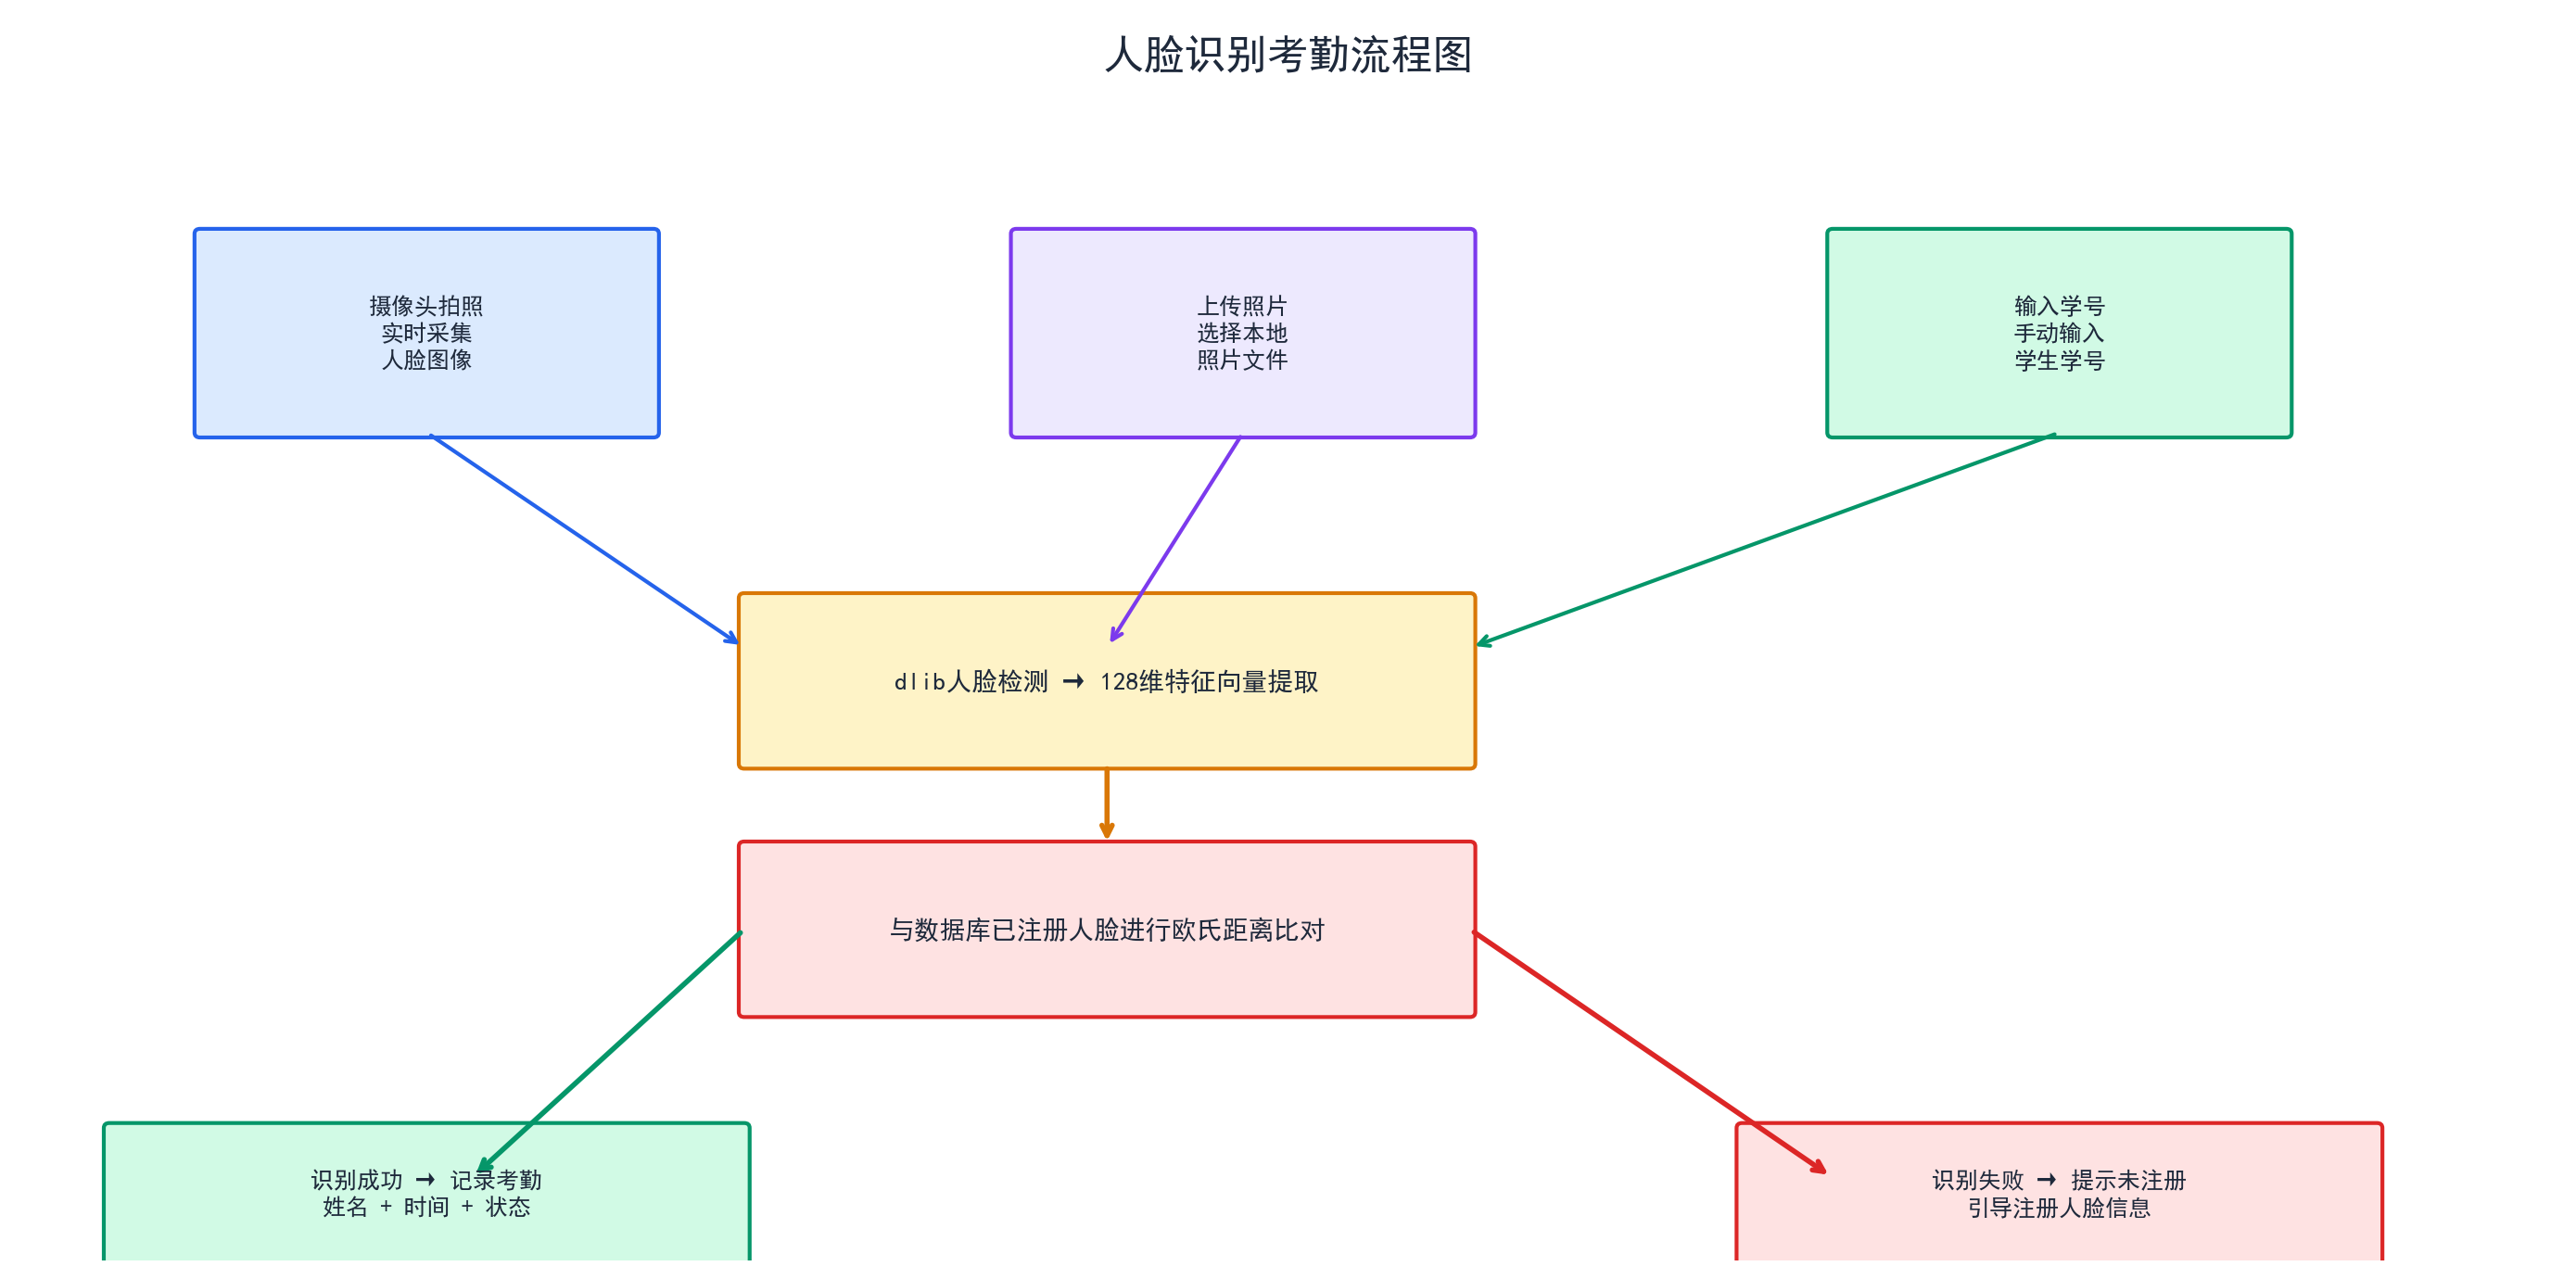 人脸识别考勤流程图
摄像头拍照
实时采集
人脸图像
上传照片
选择本地
照片文件
输入学号
手动输入
学生学号
dlib人脸检测 → 128维特征向量提取
与数据库已注册人脸进行欧氏距离比对
识别成功 → 记录考勤
姓名 + 时间 + 状态
识别失败 → 提示未注册
引导注册人脸信息